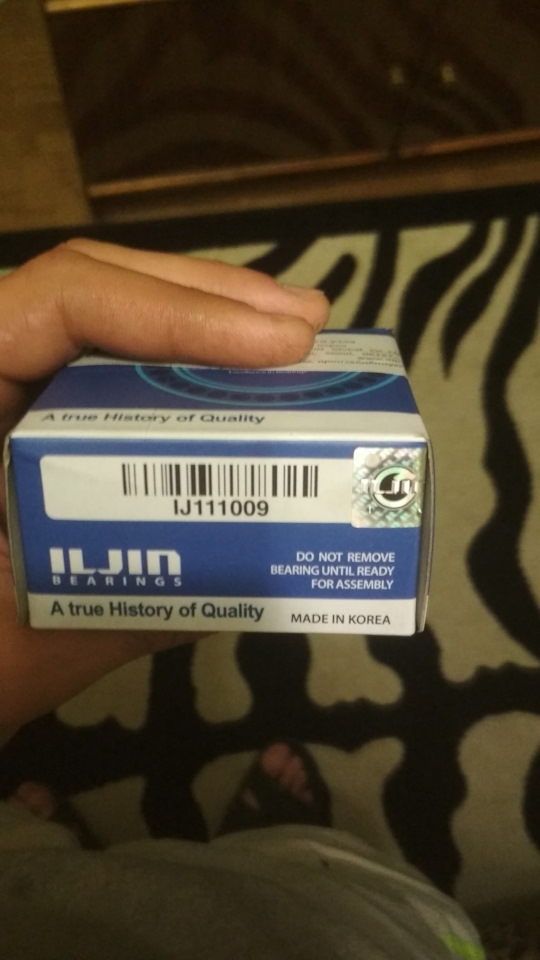 A true History of Quality
IJ111009
ILJIN
ILJIN
BEARINGS
DO NOT REMOVE
BEARING UNTIL READY
FOR ASSEMBLY
A true History of Quality
MADE IN KOREA